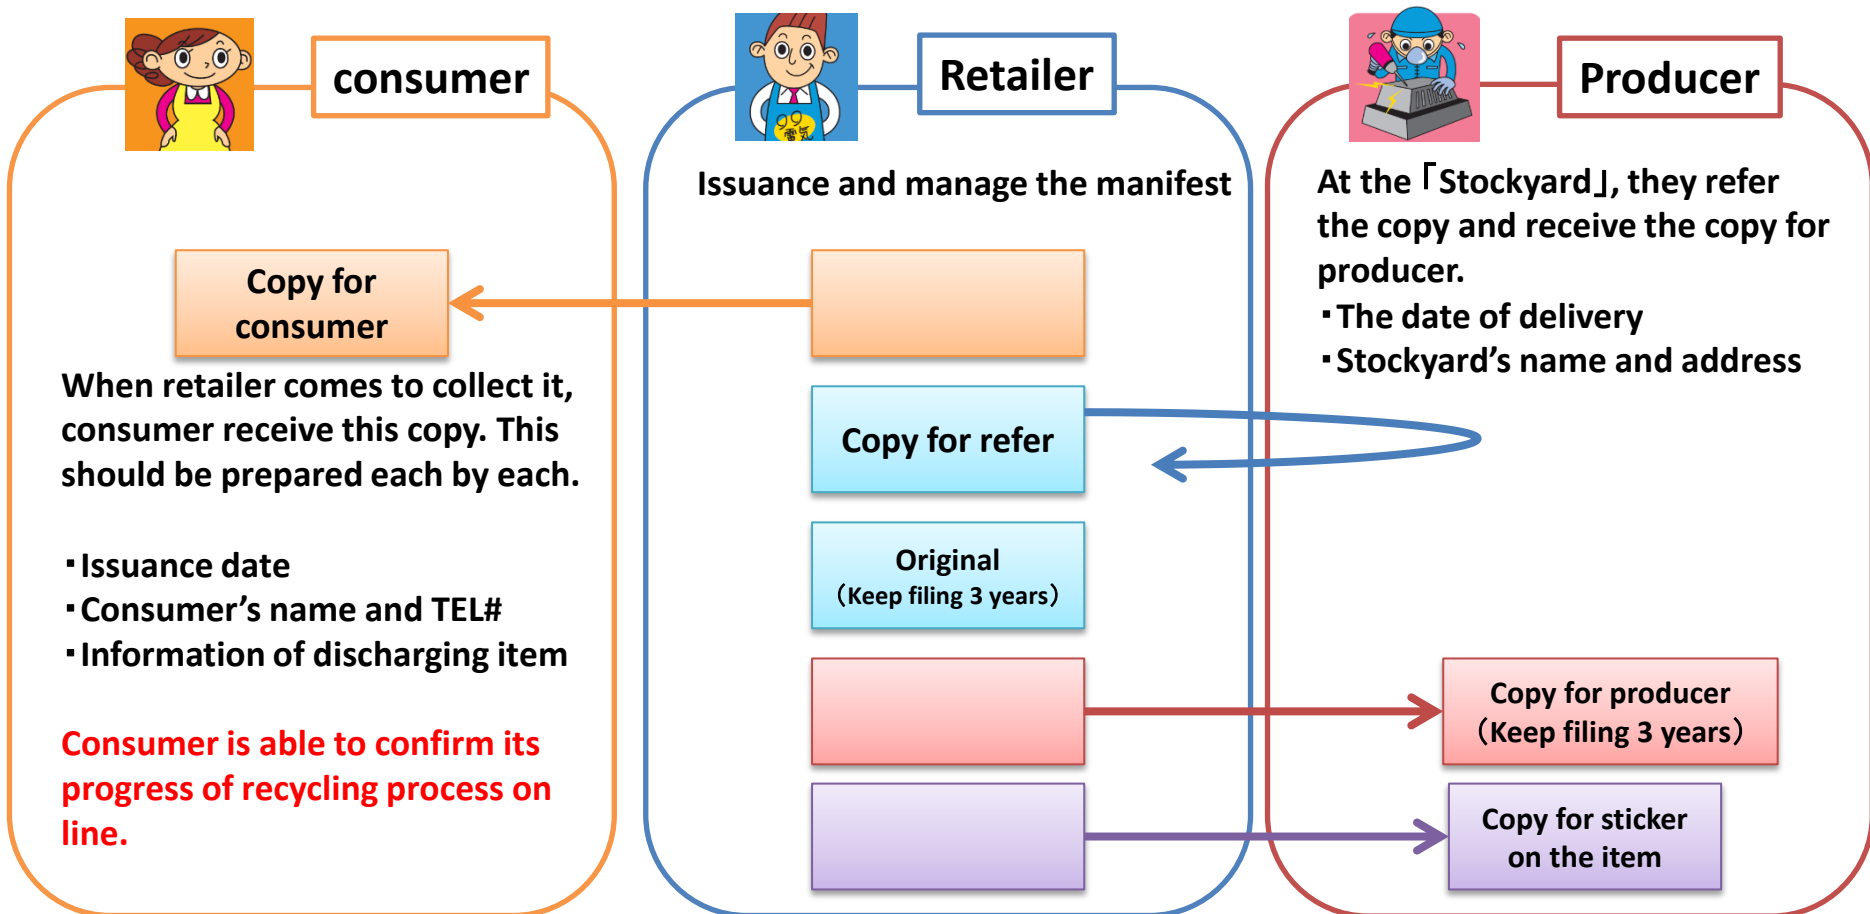 consumer
Copy for
consumer
When retailer comes to collect it,
consumer receive this copy. This
should be prepared each by each.
▪Issuance date
▪Consumer’s name and TEL#
▪Information of discharging item
Consumer is able to confirm its
progress of recycling process on
line.
Retailer
99
電気
Issuance and manage the manifest
Copy for refer
Original
（Keep filing 3 years）
Producer
At the「Stockyard」, they refer
the copy and receive the copy for
producer.
▪The date of delivery
▪Stockyard’s name and address
Copy for producer
（Keep filing 3 years）
Copy for sticker
on the item